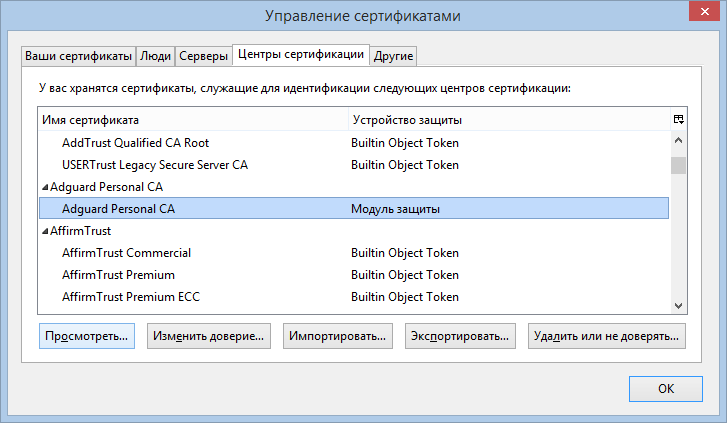 Управление сертификатами
Ваши сертификаты Люди Серверы Центры сертификации Другие
У вас хранятся сертификаты, служащие для идентификации следующих центров сертификации:
Имя сертификата Устройство защиты
AddTrust Qualified CA Root Builtin Object Token
USERTrust Legacy Secure Server CA Builtin Object Token
Adguard Personal CA
Adguard Personal CA Модуль защиты
AffirmTrust
AffirmTrust Commercial Builtin Object Token
AffirmTrust Premium Builtin Object Token
AffirmTrust Premium ECC Builtin Object Token
Просмотреть... Изменить доверие... Импортировать... Экспортировать... Удалить или не доверять...
ОК